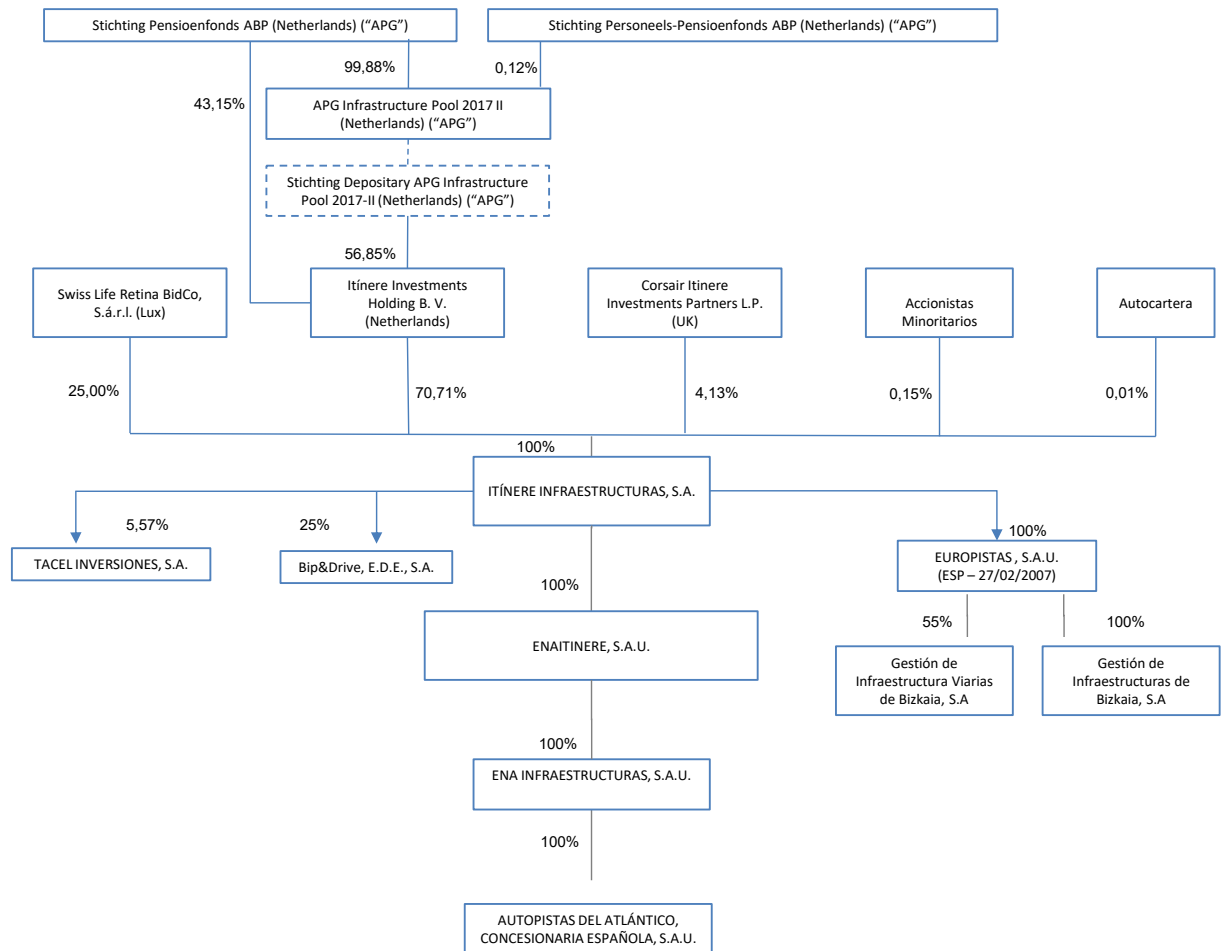 Stichting Pensioenfonds ABP (Netherlands) (“APG”)
Stichting Personeels-Pensioenfonds ABP (Netherlands) (“APG”)
99,88%
0,12%
43,15%
APG Infrastructure Pool 2017 II
(Netherlands) (“APG”)
Stichting Depositary APG Infrastructure
Pool 2017-II (Netherlands) (“APG”)
56,85%
Swiss Life Retina BidCo,
S.á.r.l. (Lux)
Itínere Investments
Holding B. V.
(Netherlands)
Corsair Itinere
Investments Partners L.P.
(UK)
Accionistas
Minoritarios
Autocartera
25,00%
70,71%
4,13%
0,15%
0,01%
100%
ITÍNERE INFRAESTRUCTURAS, S.A.
5,57%
25%
100%
TACEL INVERSIONES, S.A.
Bip&Drive, E.D.E., S.A.
EUROPISTAS , S.A.U.
(ESP – 27/02/2007)
100%
55%
100%
ENAITINERE, S.A.U.
Gestión de
Infraestructura Viarias
de Bizkaia, S.A
Gestión de
Infraestructuras de
Bizkaia, S.A
100%
ENA INFRAESTRUCTURAS, S.A.U.
100%
AUTOPISTAS DEL ATLÁNTICO,
CONCESIONARIA ESPAÑOLA, S.A.U.